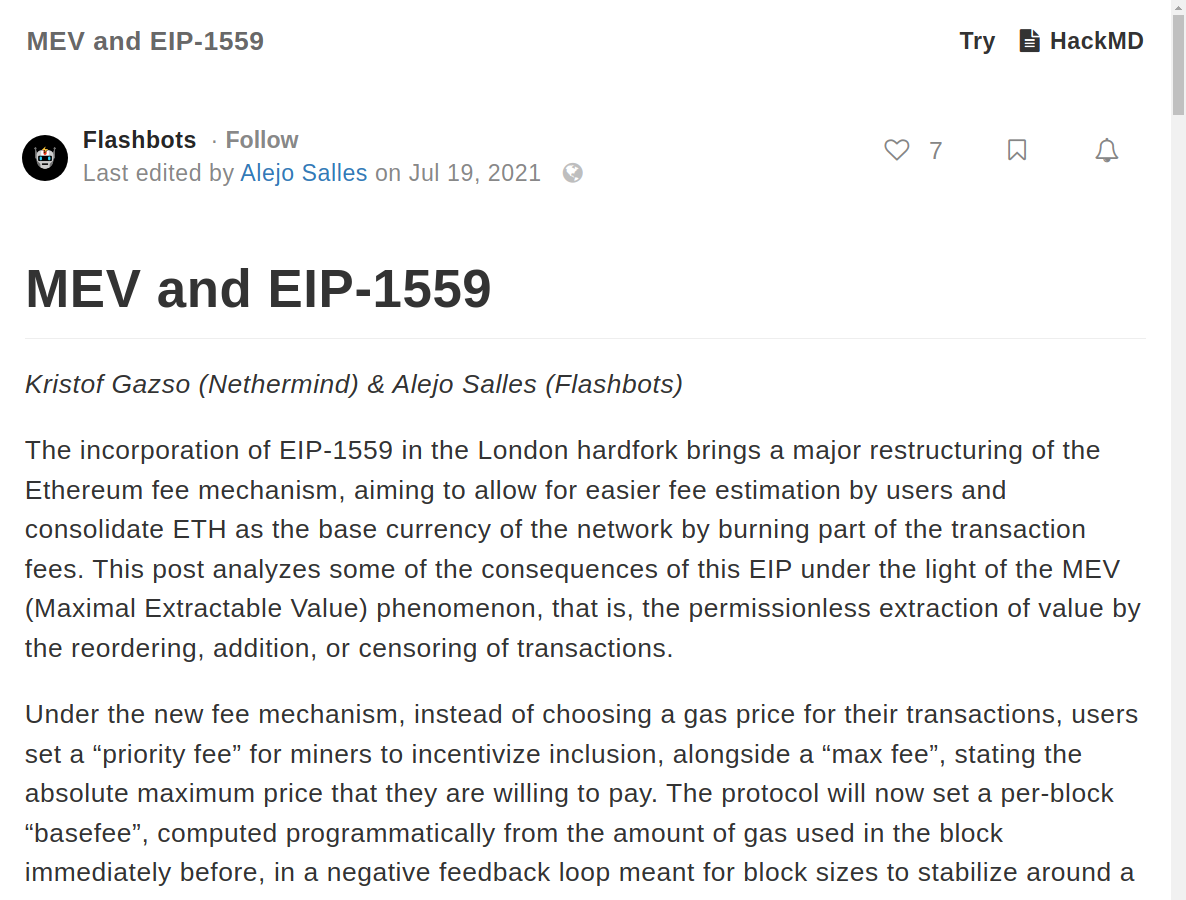 MEV and EIP-1559
Try HackMD
Flashbots · Follow
7
Last edited by Alejo Salles on Jul 19, 2021
MEV and EIP-1559
Kristof Gazso (Nethermind) & Alejo Salles (Flashbots)
The incorporation of EIP-1559 in the London hardfork brings a major restructuring of the
Ethereum fee mechanism, aiming to allow for easier fee estimation by users and
consolidate ETH as the base currency of the network by burning part of the transaction
fees. This post analyzes some of the consequences of this EIP under the light of the MEV
(Maximal Extractable Value) phenomenon, that is, the permissionless extraction of value by
the reordering, addition, or censoring of transactions.
Under the new fee mechanism, instead of choosing a gas price for their transactions, users
set a “priority fee” for miners to incentivize inclusion, alongside a “max fee”, stating the
absolute maximum price that they are willing to pay. The protocol will now set a per-block
“basefee”, computed programmatically from the amount of gas used in the block
immediately before, in a negative feedback loop meant for block sizes to stabilize around a